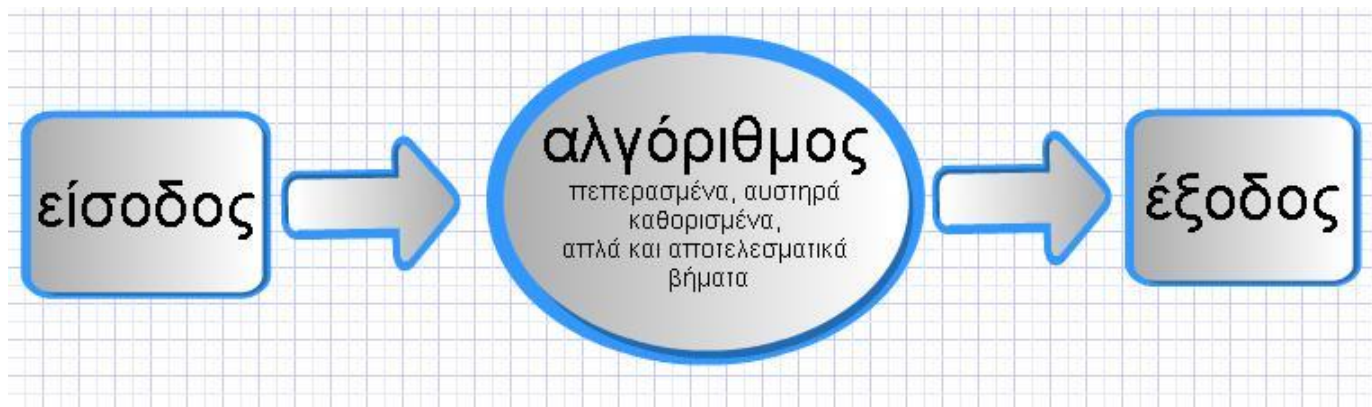 είσοδος
αλγόριθμος
πεπερασμένα, αυστηρά
καθορισμένα,
απλά και αποτελεσματικά
βήματα
έξοδος